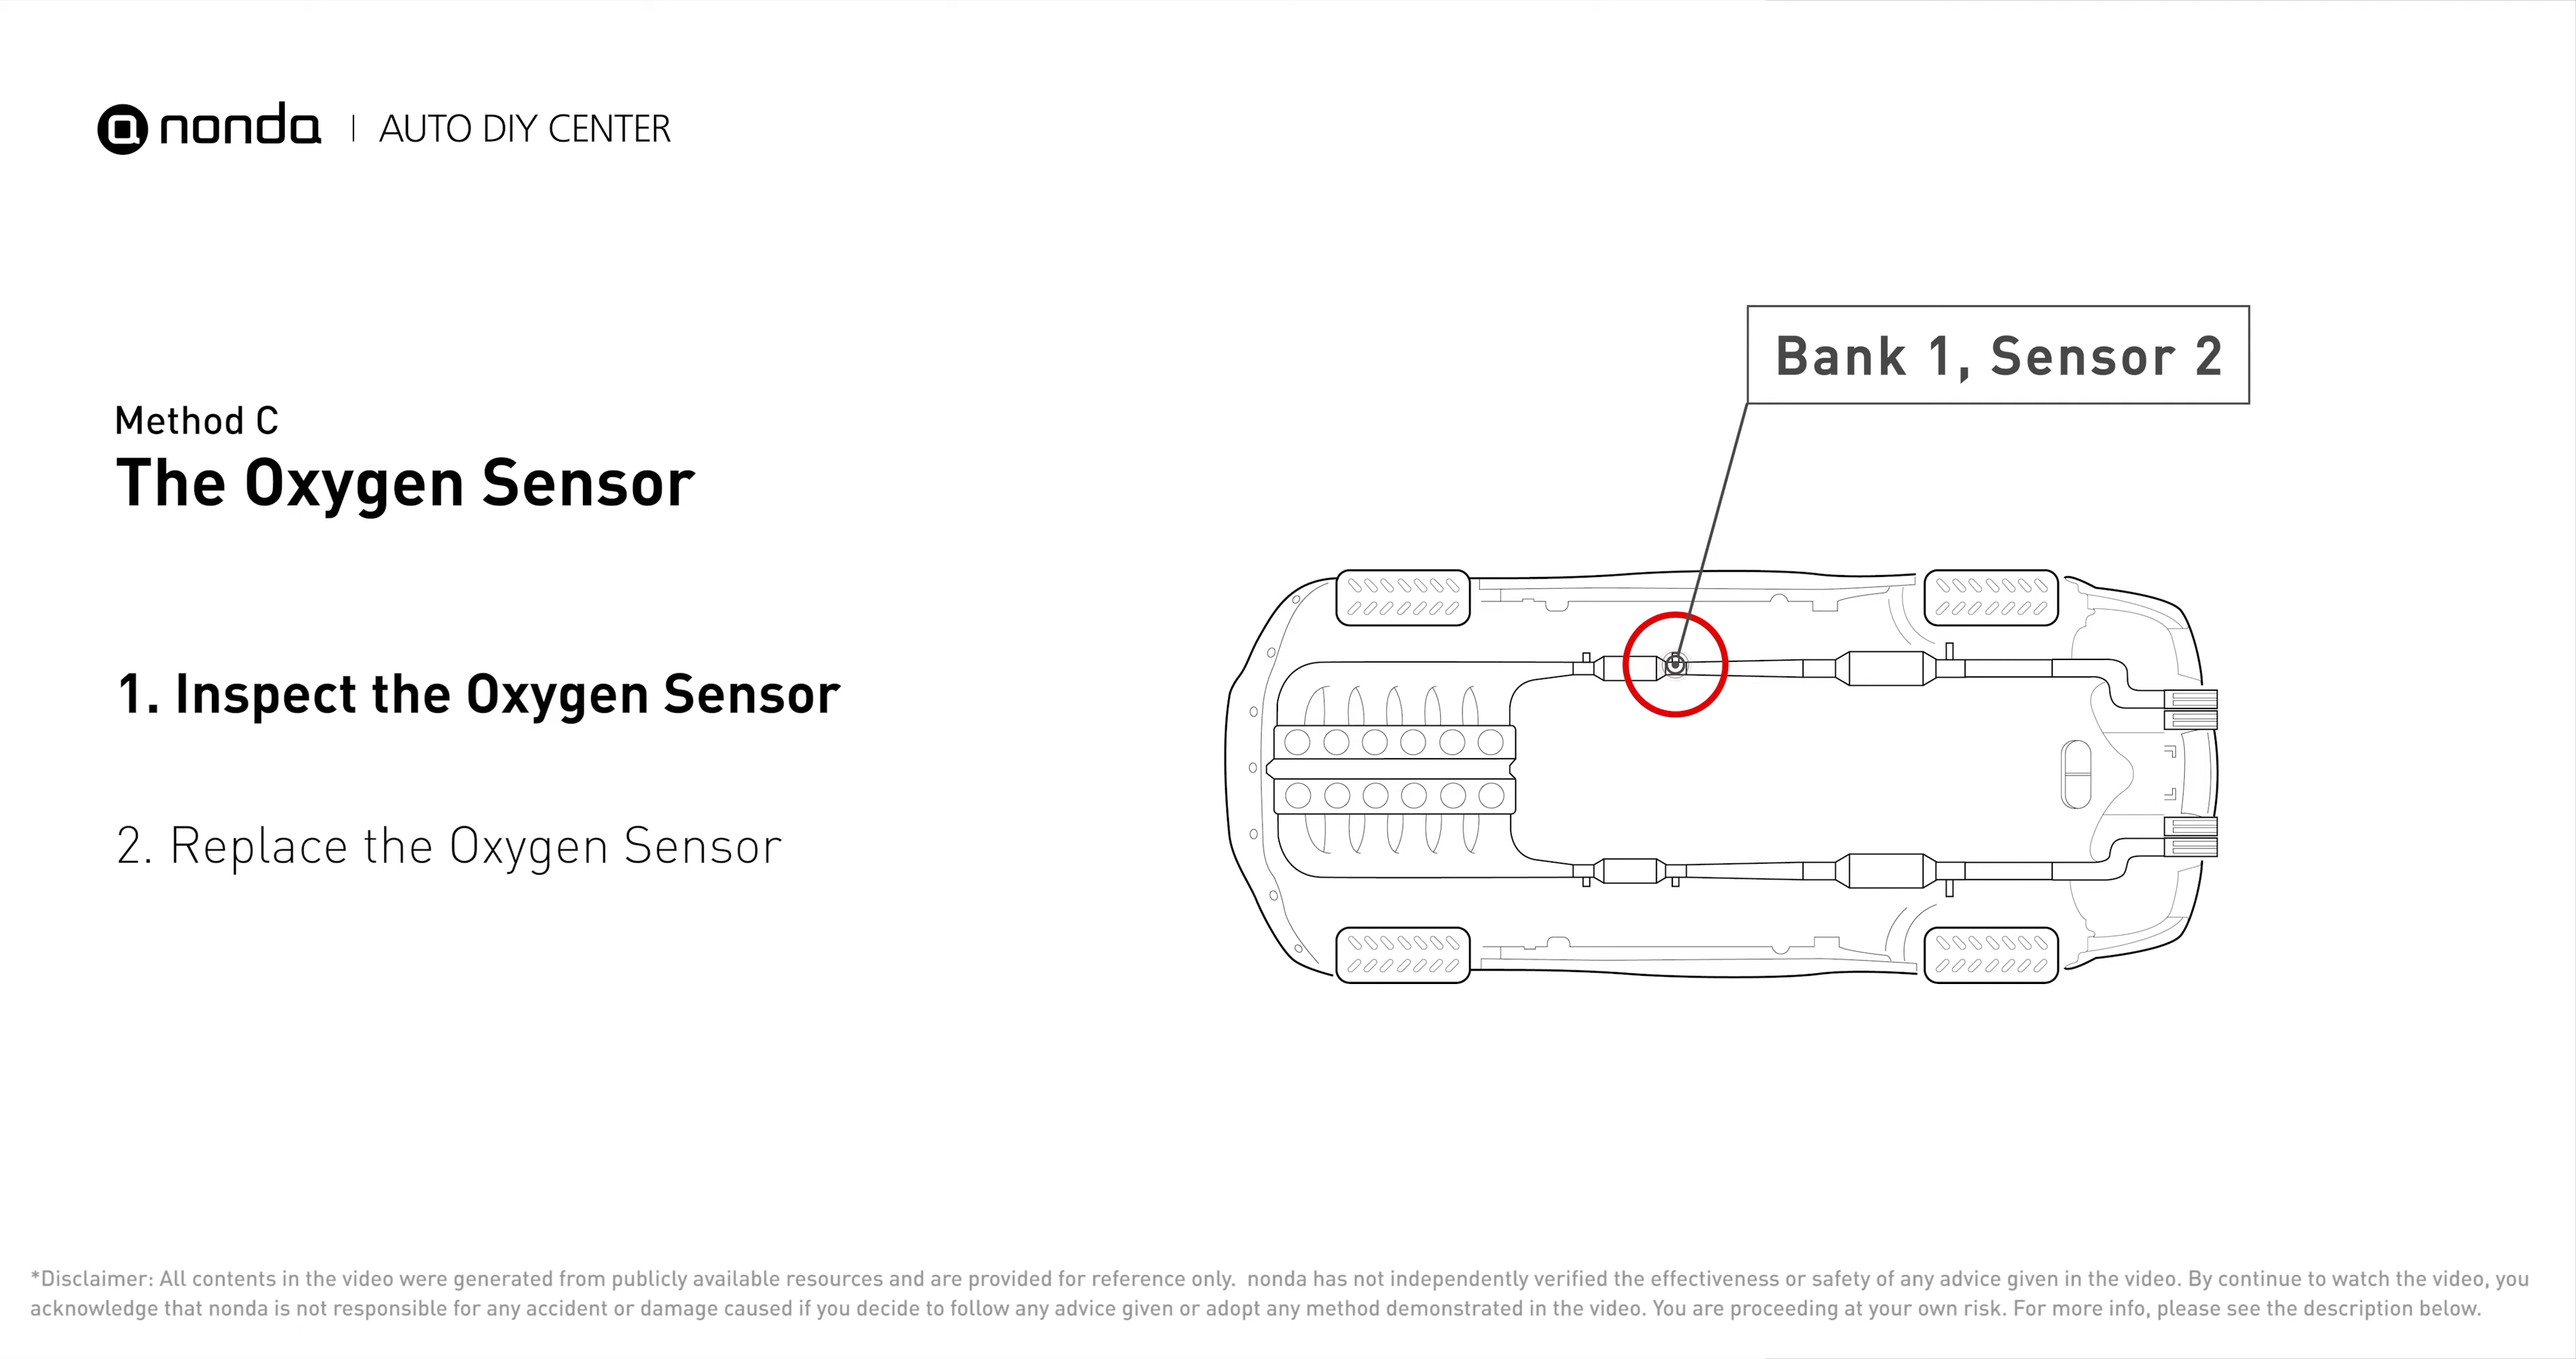 nonda | AUTO DIY CENTER
Bank 1, Sensor 2
Method C
The Oxygen Sensor
1. Inspect the Oxygen Sensor
2. Replace the Oxygen Sensor
*Disclaimer: All contents in the video were generated from publicly available resources and are provided for reference only. nonda has not independently verified the effectiveness or safety of any advice given in the video. By continue to watch the video, you
acknowledge that nonda is not responsible for any accident or damage caused if you decide to follow any advice given or adopt any method demonstrated in the video. You are proceeding at your own risk. For more info, please see the description below.